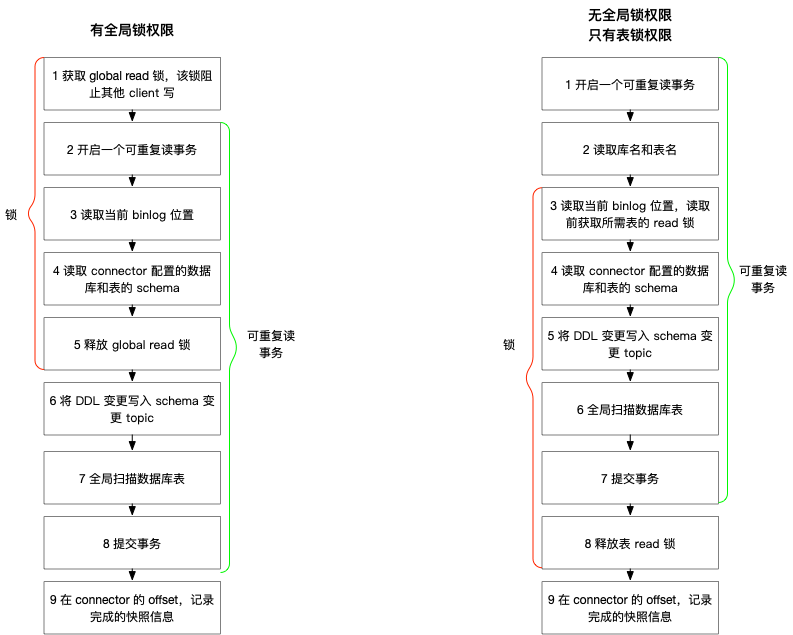 有全局锁权限
1 获取 global read 锁，该锁阻
止其他 client 写
2 开启一个可重复读事务
3 读取当前 binlog 位置
4 读取 connector 配置的数据
库和表的 schema
5 释放 global read 锁
6 将 DDL 变更写入 schema 变
更 topic
7 全局扫描数据库表
8 提交事务
9 在 connector 的 offset，记录
完成的快照信息
锁
可重复读
事务
无全局锁权限
只有表锁权限
1 开启一个可重复读事务
2 读取库名和表名
3 读取当前 binlog 位置，读取
前获取所需表的 read 锁
4 读取 connector 配置的数据
库和表的 schema
5 将 DDL 变更写入 schema 变
更 topic
6 全局扫描数据库表
7 提交事务
8 释放表 read 锁
9 在 connector 的 offset，记录
完成的快照信息
锁
可重复读
事务